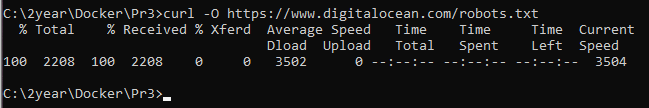 C:\2year\Docker\Pr3>curl -O https://www.digitalocean.com/robots.txt
  % Total    % Received % Xferd  Average Speed   Time    Time     Time  Current
                                 Dload  Upload   Total   Spent    Left  Speed
100  2208  100  2208    0     0   3502      0 --:--:-- --:--:-- --:--:--  3504

C:\2year\Docker\Pr3>